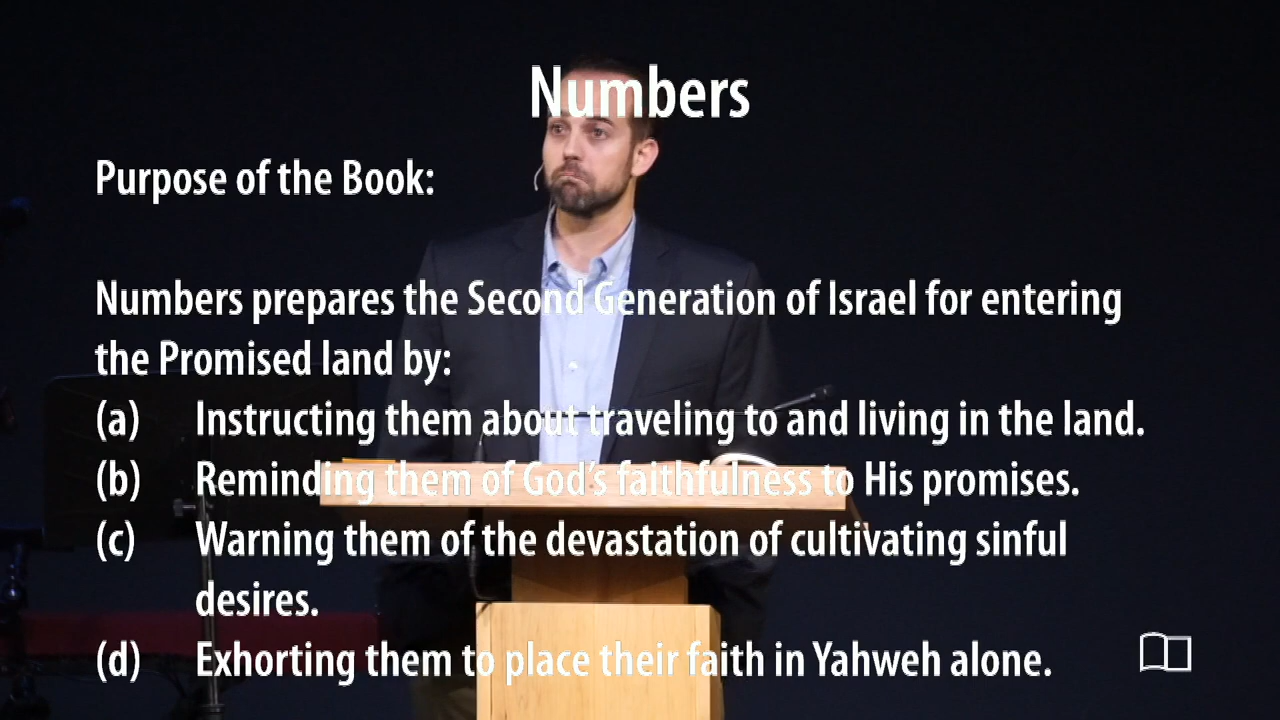 Numbers
Purpose of the Book:
Numbers prepares the Second Generation of Israel for entering
the Promised land by:
(a) Instructing them about traveling to and living in the land.
(b) Reminding them of God's faithfulness to His promises.
(c) Warning them of the devastation of cultivating sinful
desires.
(d) Exhorting them to place their faith in Yahweh alone.